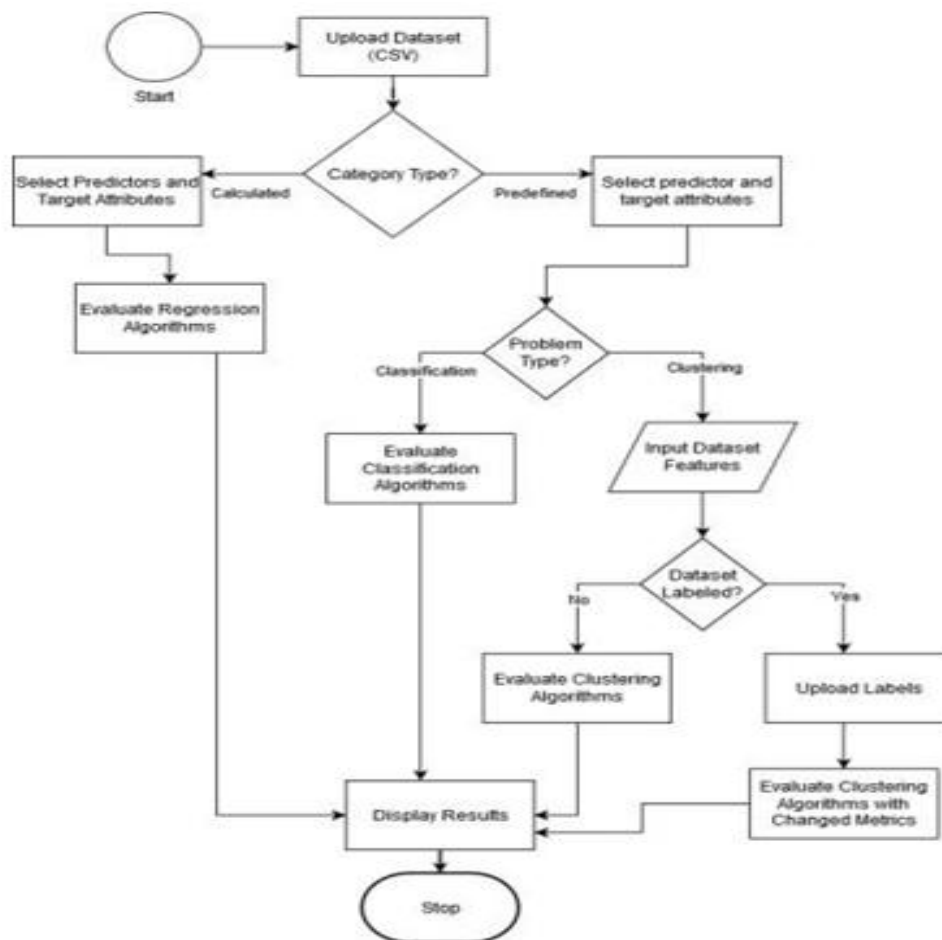 Upload Dataset
(CSV)
Start
Category Type?
Select Predictors and
Target Attributes
Calculated
Predefined
Select predictor and
target attributes
Evaluate Regression
Algorithms
Problem
Type?
Classification
Clustering
Evaluate
Classification
Algorithms
Input Dataset
Features
Dataset
Labeled?
No
Yes
Evaluate Clustering
Algorithms
Upload Labels
Display Results
Evaluate Clustering
Algorithms with
Changed Metrics
Stop